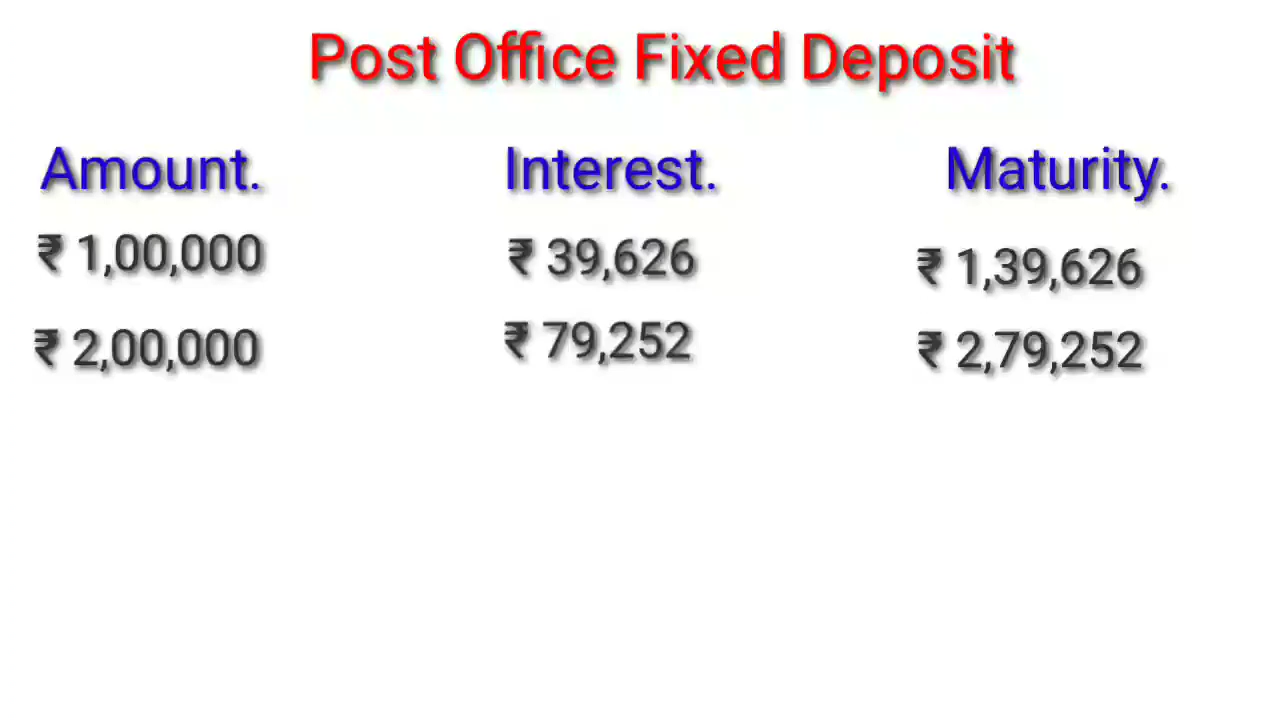 Post Office Fixed Deposit
Amount. Interest. Maturity.
₹ 1,00,000 ₹ 39,626 ₹ 1,39,626
₹ 2,00,000 ₹ 79,252 ₹ 2,79,252